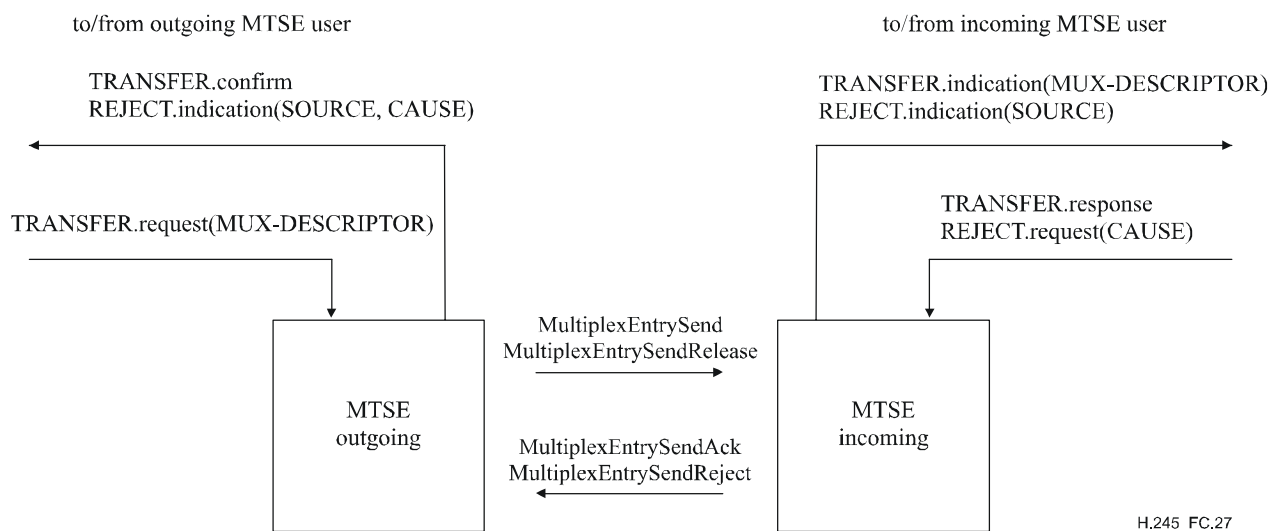 to/from outgoing MTSE user
to/from incoming MTSE user
TRANSFER.confirm
REJECT.indication(SOURCE, CAUSE)
TRANSFER.indication(MUX-DESCRIPTOR)
REJECT.indication(SOURCE)
TRANSFER.request(MUX-DESCRIPTOR)
TRANSFER.response
REJECT.request(CAUSE)
MultiplexEntrySend
MultiplexEntrySendRelease
MTSE
outgoing
MTSE
incoming
MultiplexEntrySendAck
MultiplexEntrySendReject
H.245_FC.27